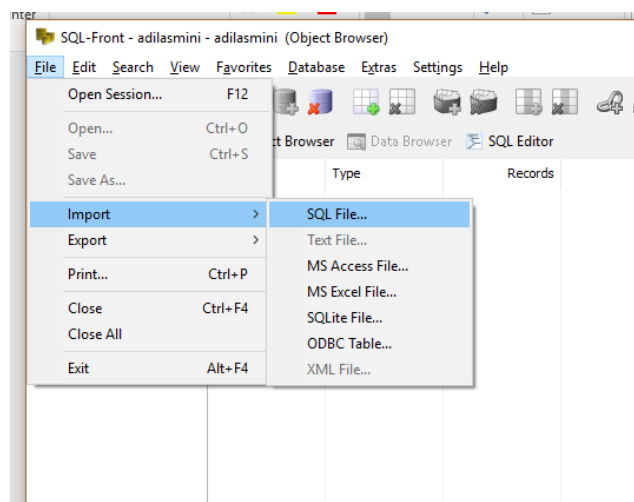 nter
SQL-Front - adilasmini - adilasmini (Object Browser)
File Edit Search View Favorites Database Extras Settings Help
Open Session... F12
Open... Ctrl+O
Save Ctrl+S
Save As...
Import >
Export >
Print... Ctrl+P
Close Ctrl+F4
Close All
Exit Alt+F4
ct Browser Data Browser SQL Editor
Type Records
SQL File...
Text File...
MS Access File...
MS Excel File...
SQLite File...
ODBC Table...
XML File...